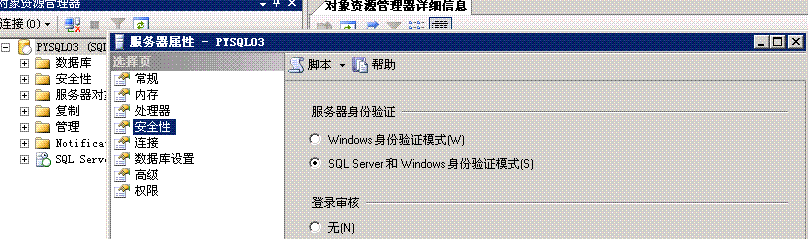 对象资源管理器
对象资源管理器详细信息
连接(O)
PYSQL03 (SQL
数据库
安全性
服务器对象
复制
管理
Notificat
SQL Serve
服务器属性 - PYSQL03
选择页
常规
内存
处理器
安全性
连接
数据库设置
高级
权限
脚本
帮助
服务器身份验证
Windows 身份验证模式(W)
SQL Server 和 Windows 身份验证模式(S)
登录审核
无(N)